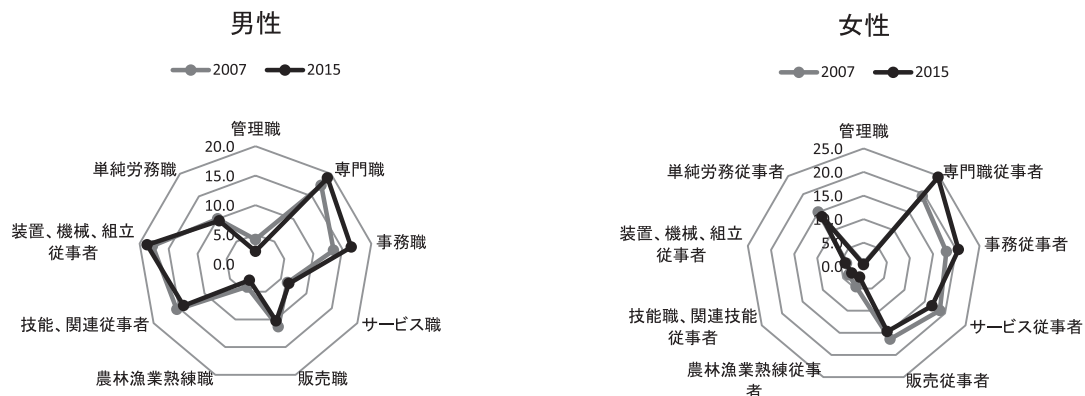 男性
2007 2015
管理職
20.0
15.0
10.0
5.0
0.0
専門職
事務職
サービス職
販売職
農林漁業熟練職
技能、関連従事者
装置、機械、組立
従事者
単純労務職
女性
2007 2015
管理職
25.0
20.0
15.0
10.0
5.0
0.0
専門職従事者
事務従事者
サービス従事者
販売従事者
農林漁業熟練従事
者
技能職、関連技能
従事者
装置、機械、組立
従事者
単純労務従事者